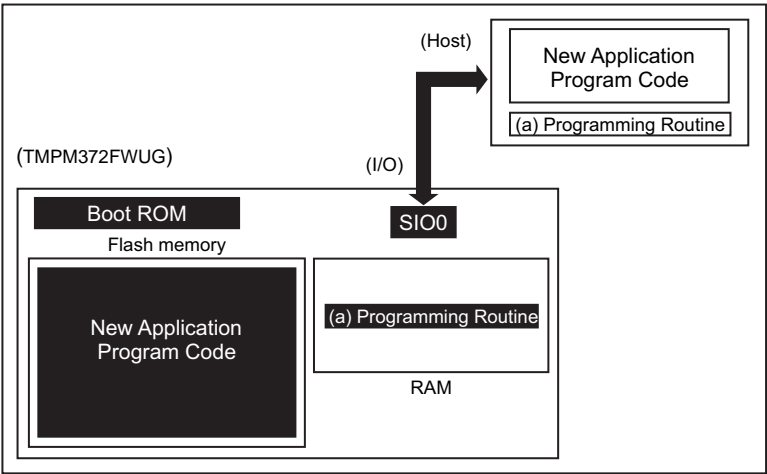 (Host)
New Application
Program Code
(a) Programming Routine
(TMPM372FWUG)
(I/O)
Boot ROM
SIO0
Flash memory
New Application
Program Code
(a) Programming Routine
RAM